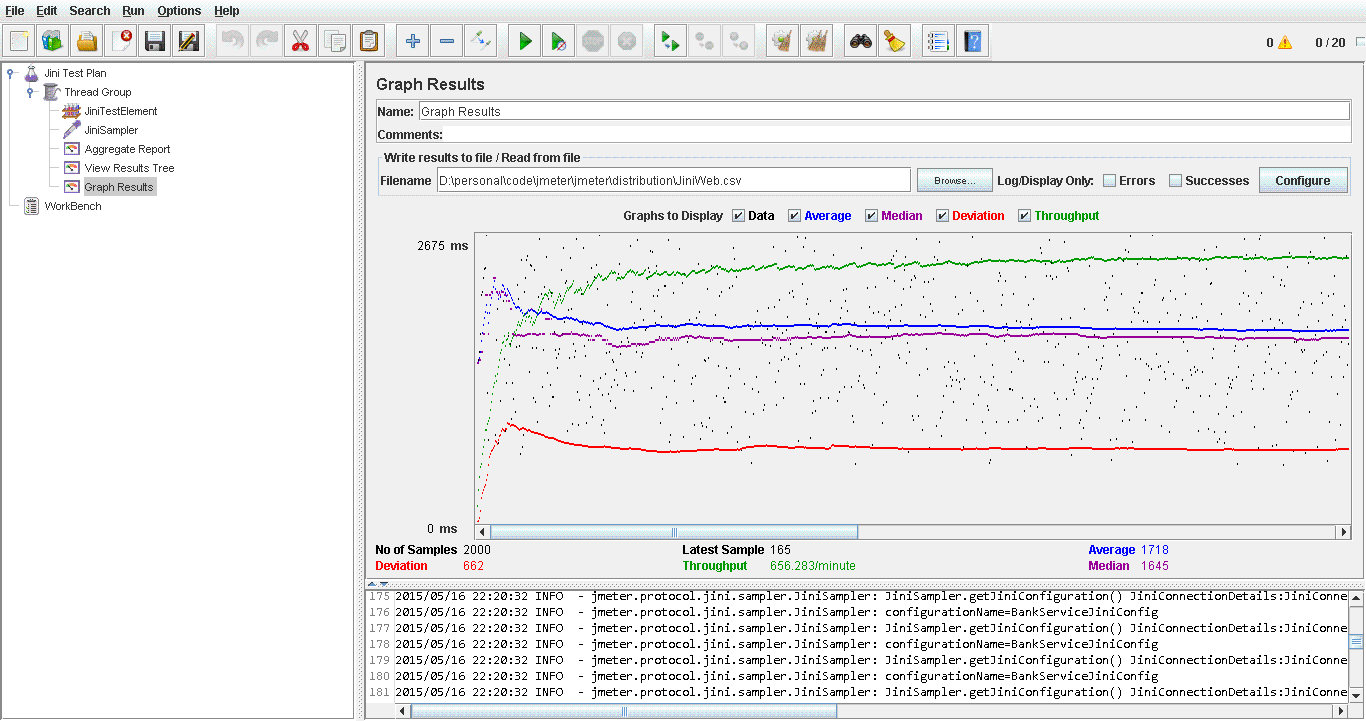 File Edit Search Run Options Help
0 0 / 20
Jini Test Plan
Thread Group
JiniTestElement
JiniSampler
Aggregate Report
View Results Tree
Graph Results
WorkBench
Graph Results
Name: Graph Results
Comments:
Write results to file / Read from file
Filename D:\personal\code\jmeter\jmeter\distribution\JiniWeb.csv Browse... Log/Display Only: Errors Successes Configure
Graphs to Display Data Average Median Deviation Throughput
2675 ms
0 ms
No of Samples 2000 Latest Sample 165 Average 1718
Deviation 662 Throughput 656.283/minute Median 1645
175 2015/05/16 22:20:32 INFO - jmeter.protocol.jini.sampler.JiniSampler: JiniSampler.getJiniConfiguration() JiniConnectionDetails:JiniConne
176 2015/05/16 22:20:32 INFO - jmeter.protocol.jini.sampler.JiniSampler: configurationName=BankServiceJiniConfig
177 2015/05/16 22:20:32 INFO - jmeter.protocol.jini.sampler.JiniSampler: JiniSampler.getJiniConfiguration() JiniConnectionDetails:JiniConne
178 2015/05/16 22:20:32 INFO - jmeter.protocol.jini.sampler.JiniSampler: configurationName=BankServiceJiniConfig
179 2015/05/16 22:20:32 INFO - jmeter.protocol.jini.sampler.JiniSampler: JiniSampler.getJiniConfiguration() JiniConnectionDetails:JiniConne
180 2015/05/16 22:20:32 INFO - jmeter.protocol.jini.sampler.JiniSampler: configurationName=BankServiceJiniConfig
181 2015/05/16 22:20:32 INFO - jmeter.protocol.jini.sampler.JiniSampler: JiniSampler.getJiniConfiguration() JiniConnectionDetails:JiniConne